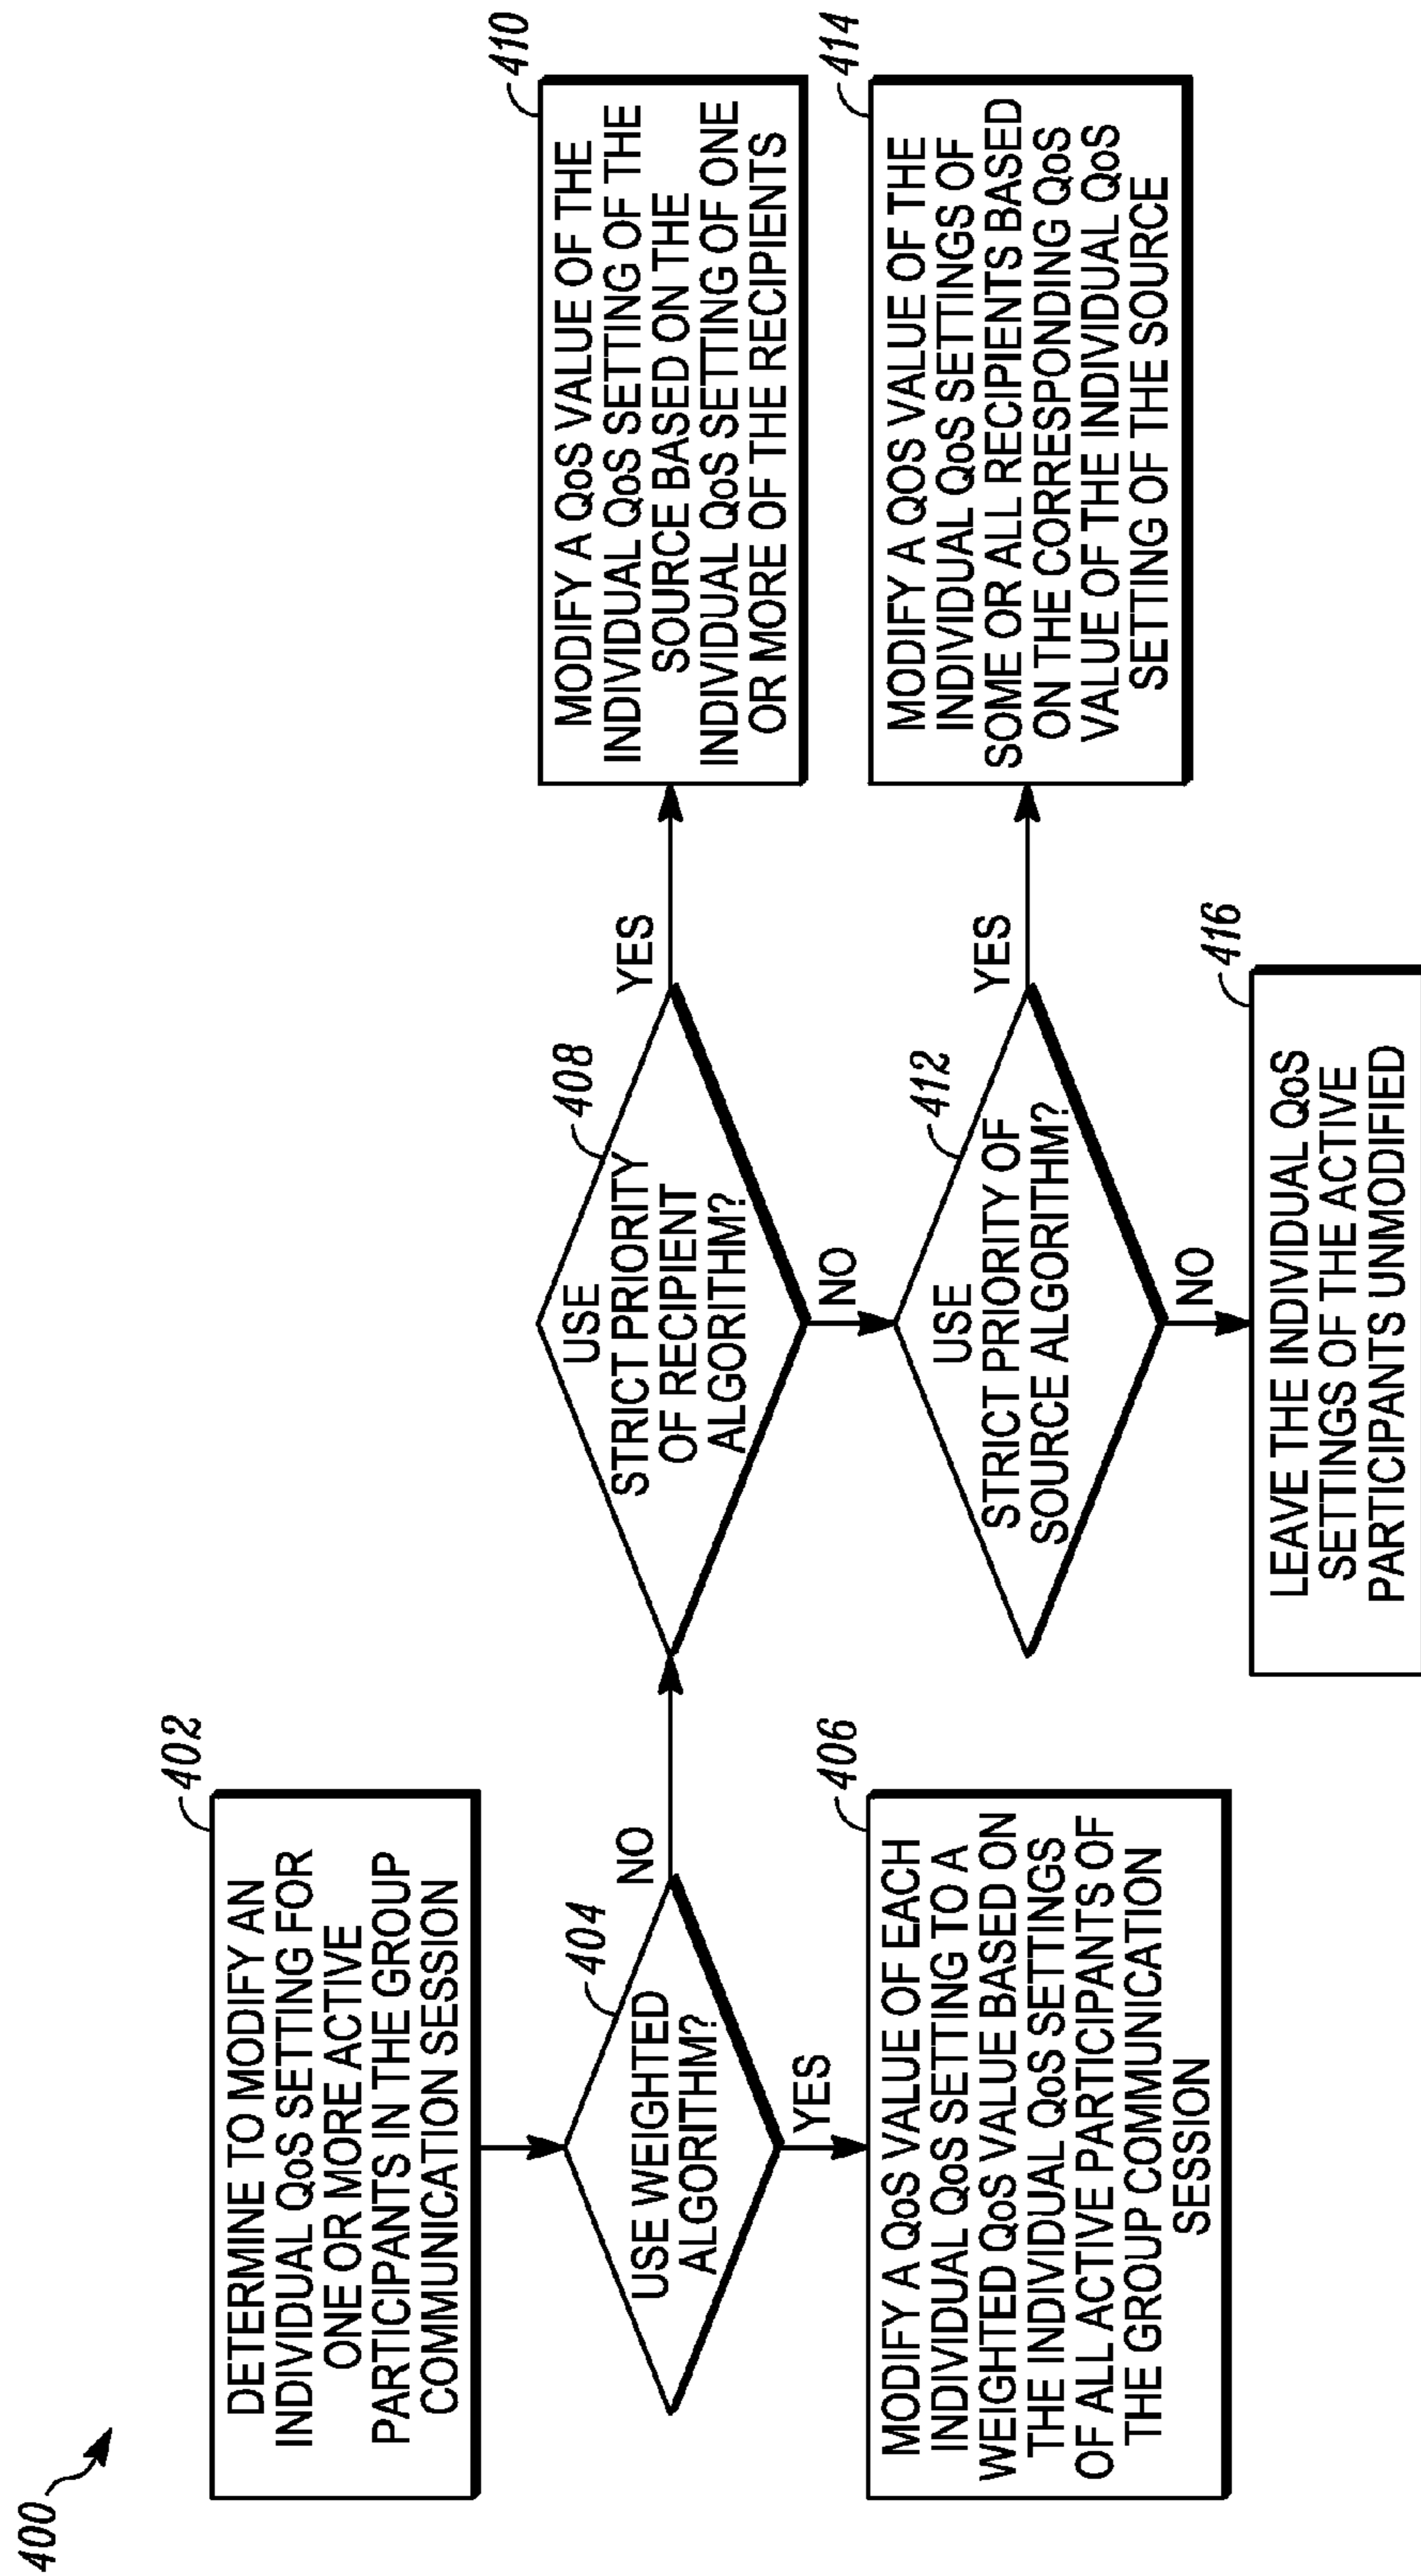 400
402
DETERMINE TO MODIFY AN
INDIVIDUAL QoS SETTING FOR
ONE OR MORE ACTIVE
PARTICIPANTS IN THE GROUP
COMMUNICATION SESSION
404
USE WEIGHTED
ALGORITHM?
NO
YES
406
MODIFY A QoS VALUE OF EACH
INDIVIDUAL QoS SETTING TO A
WEIGHTED QoS VALUE BASED ON
THE INDIVIDUAL QoS SETTINGS
OF ALL ACTIVE PARTICIPANTS OF
THE GROUP COMMUNICATION
SESSION
408
USE
STRICT PRIORITY
OF RECIPIENT
ALGORITHM?
YES
NO
410
MODIFY A QoS VALUE OF THE
INDIVIDUAL QoS SETTING OF THE
SOURCE BASED ON THE
INDIVIDUAL QoS SETTING OF ONE
OR MORE OF THE RECIPIENTS
412
USE
STRICT PRIORITY OF
SOURCE ALGORITHM?
YES
NO
414
MODIFY A QOS VALUE OF THE
INDIVIDUAL QoS SETTINGS OF
SOME OR ALL RECIPIENTS BASED
ON THE CORRESPONDING QoS
VALUE OF THE INDIVIDUAL QoS
SETTING OF THE SOURCE
416
LEAVE THE INDIVIDUAL QoS
SETTINGS OF THE ACTIVE
PARTICIPANTS UNMODIFIED